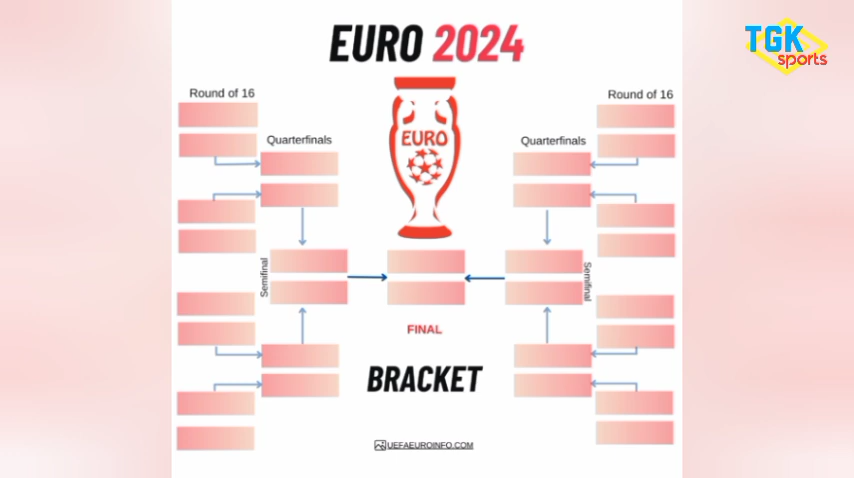 EURO 2024
TGK
sports
Round of 16
Round of 16
Quarterfinals
Quarterfinals
EURO
Semifinal
Semifinal
FINAL
BRACKET
UEFAEUROINFO.COM